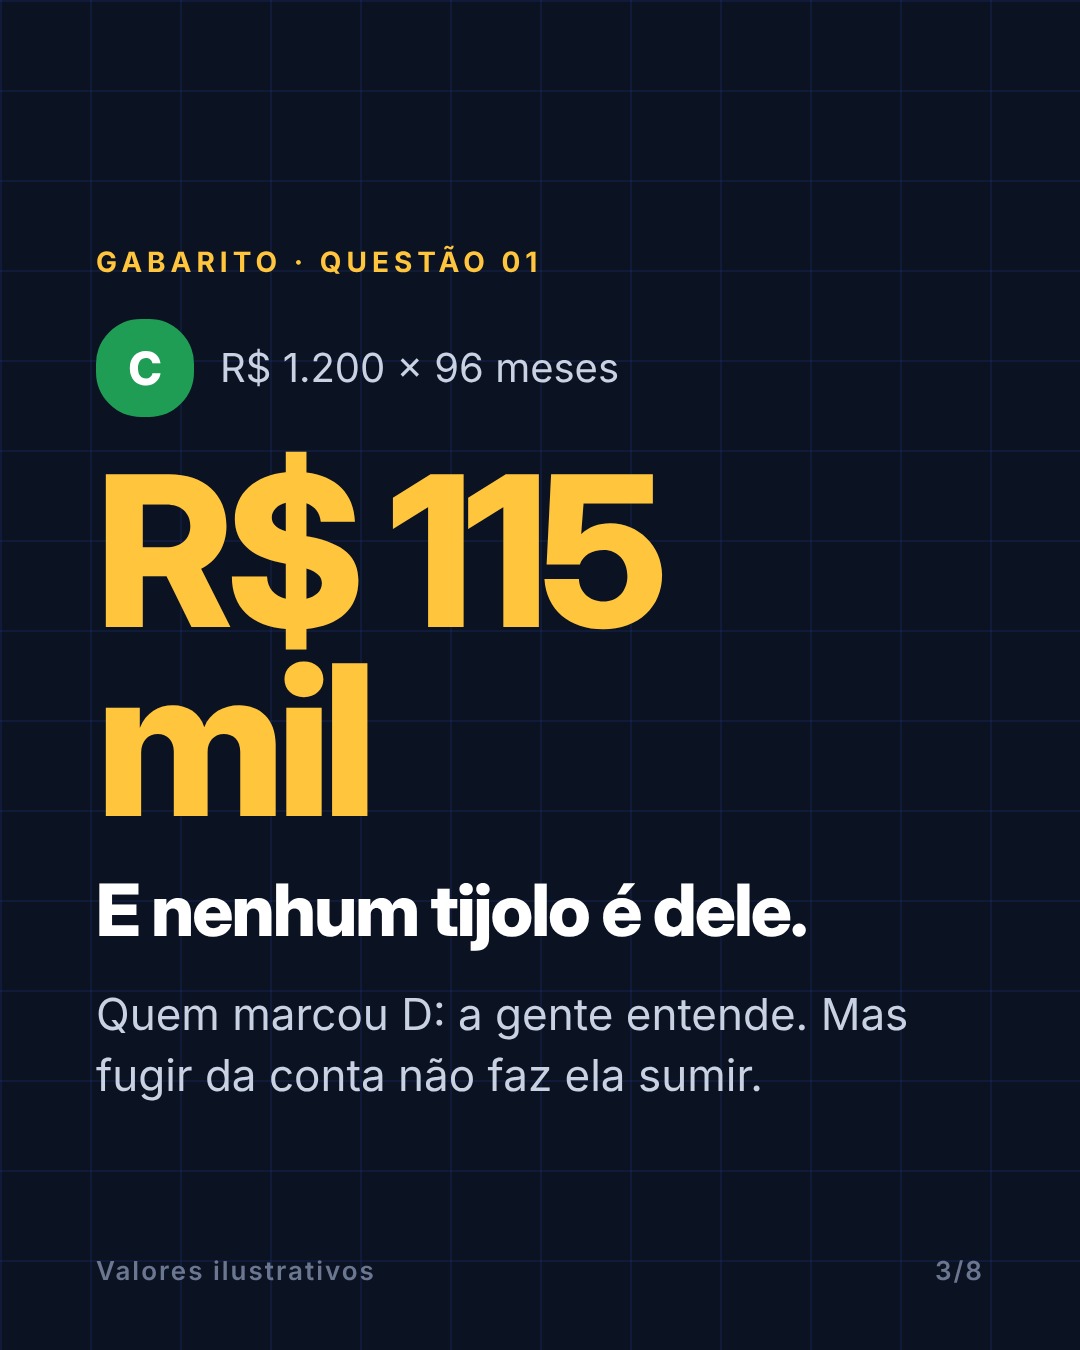 GABARITO · QUESTÃO 01
C R$ 1.200 × 96 meses
R$ 115
mil
E nenhum tijolo é dele.
Quem marcou D: a gente entende. Mas
fugir da conta não faz ela sumir.
Valores ilustrativos 3/8